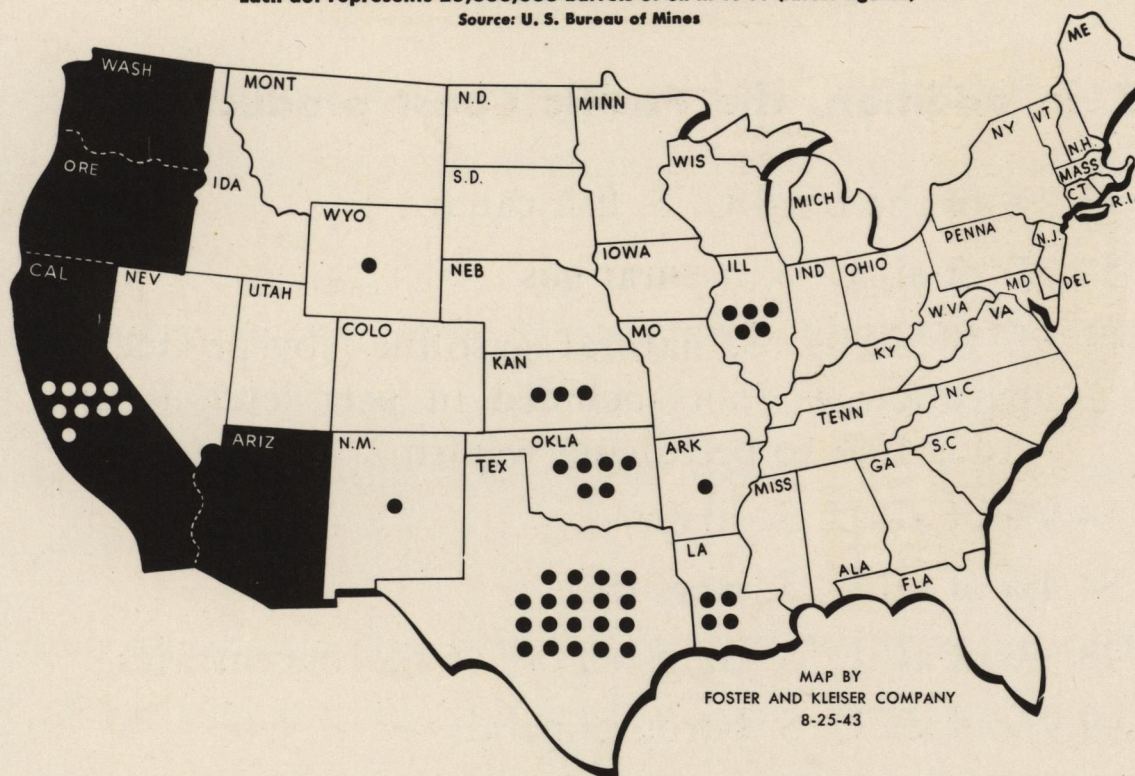 Source: U. S. Bureau of Mines
WASH
MONT
N.D.
MINN
ME
ORE
IDA
S.D.
WIS
MICH
NY
VT
N.H.
MASS
CT
R.I.
WYO
CAL
NEV
UTAH
NEB
IOWA
ILL
IND
OHIO
PENNA
N.J.
COLO
MO
W.VA
MD
DEL
VA
KAN
KY
ARIZ
N.M.
OKLA
TEX
ARK
TENN
N.C
S.C
MISS
GA
LA
ALA
FLA
MAP BY
FOSTER AND KLEISER COMPANY
8-25-43